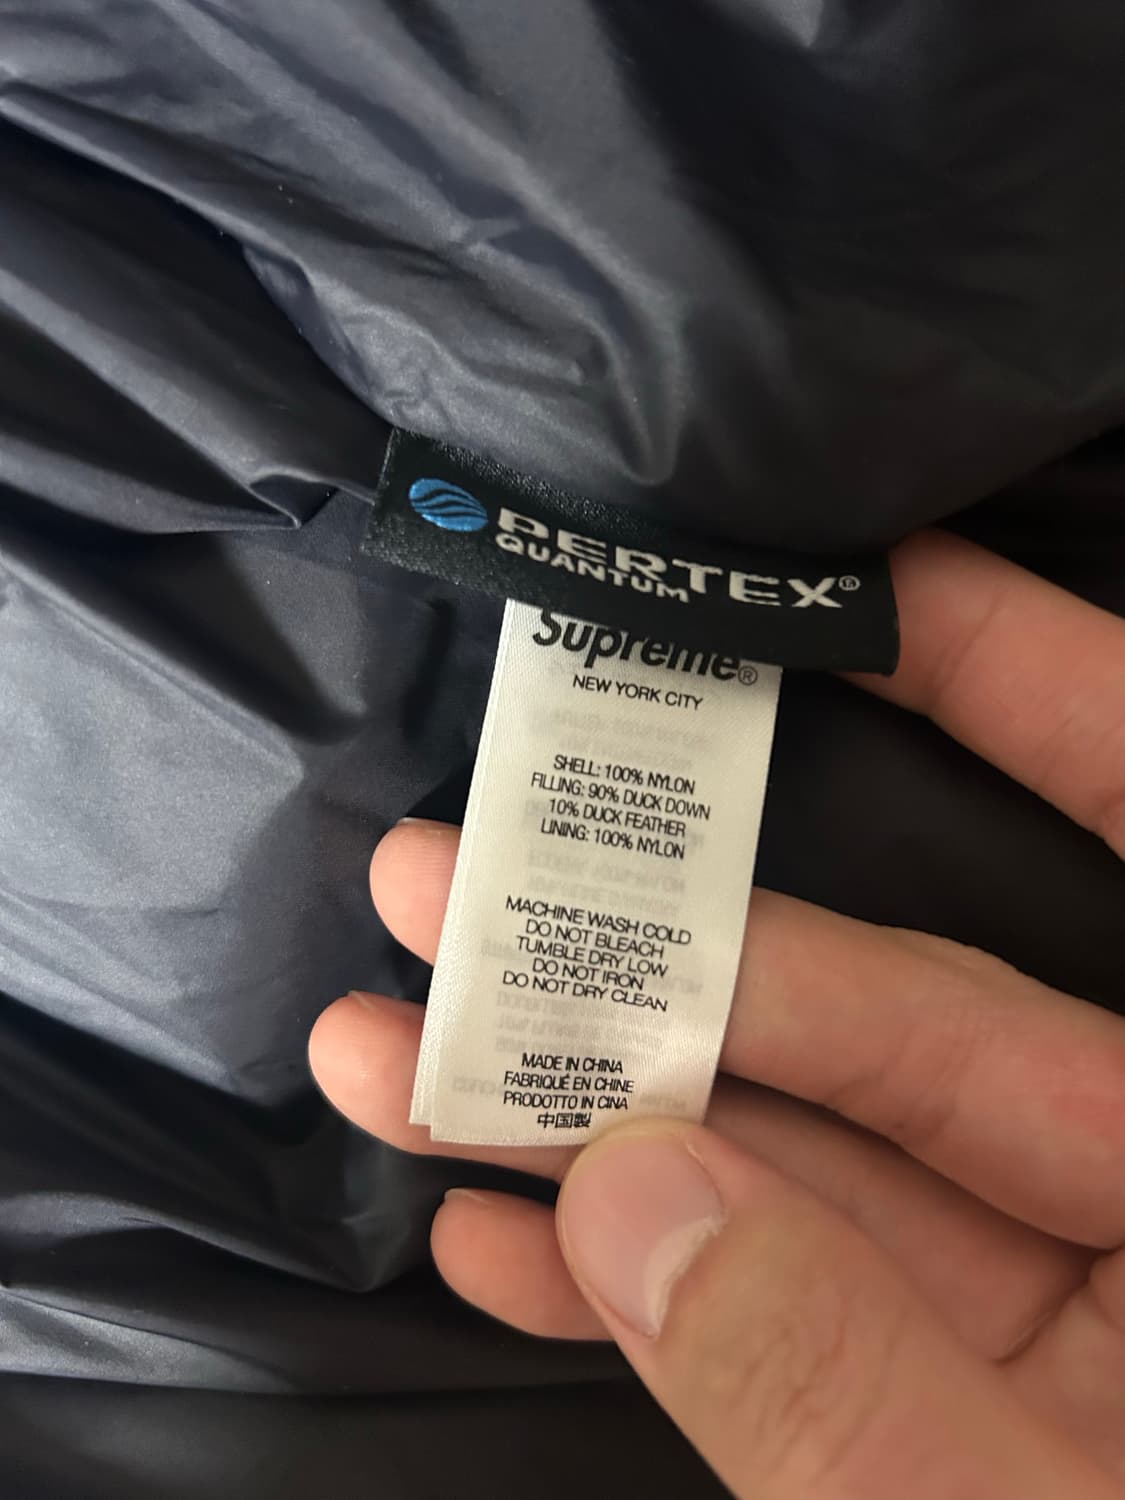 PERTEX®
QUANTUM
Supreme®
NEW YORK CITY
SHELL: 100% NYLON
FILLING: 90% DUCK DOWN
10% DUCK FEATHER
LINING: 100% NYLON
MACHINE WASH COLD
DO NOT BLEACH
TUMBLE DRY LOW
DO NOT IRON
DO NOT DRY CLEAN
MADE IN CHINA
FABRIQUÉ EN CHINE
PRODOTTO IN CINA
中国製